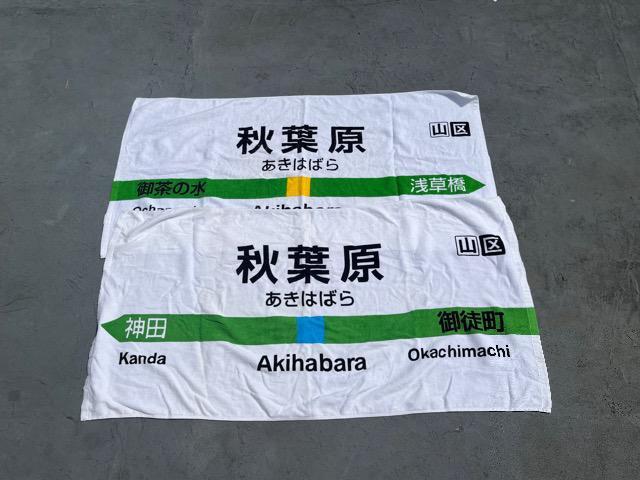 秋葉原
山区
あきはばら
御茶の水
浅草橋
Akihabara
秋葉原
山区
あきはばら
神田
御徒町
Kanda
Akihabara
Okachimachi